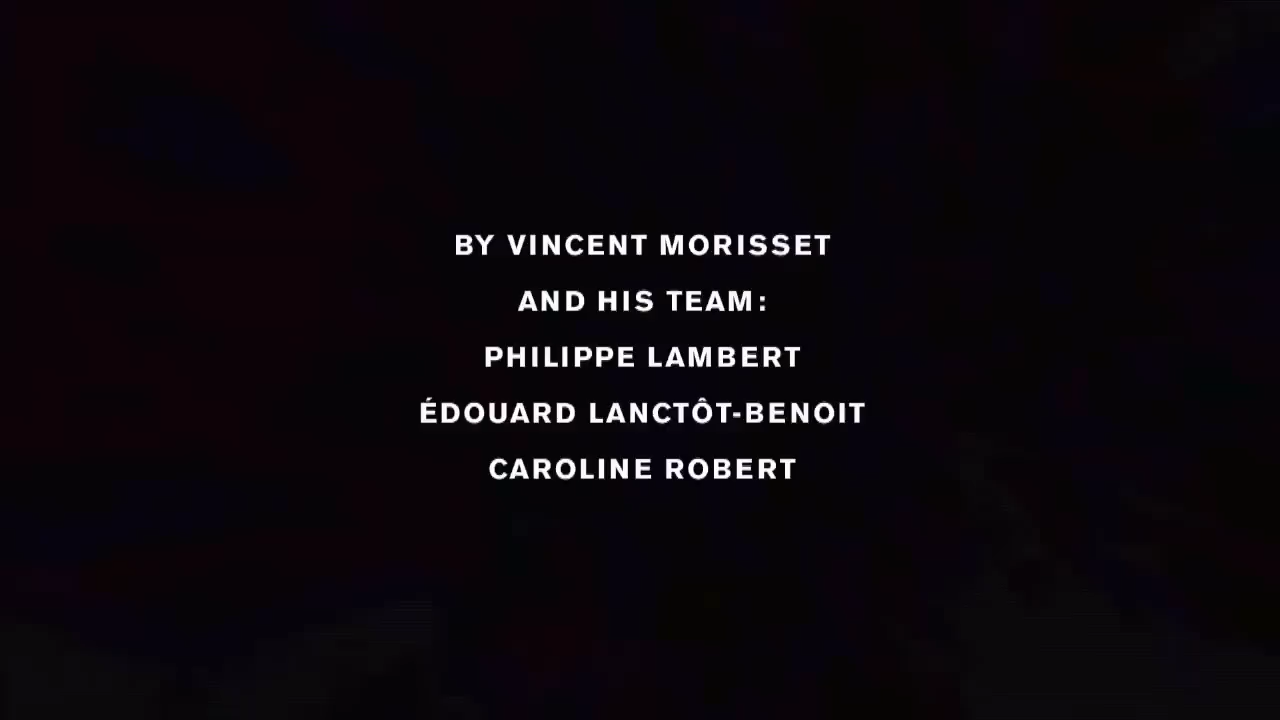 BY VINCENT MORISSET
AND HIS TEAM:
PHILIPPE LAMBERT
ÉDOUARD LANCTÔT-BENOIT
CAROLINE ROBERT